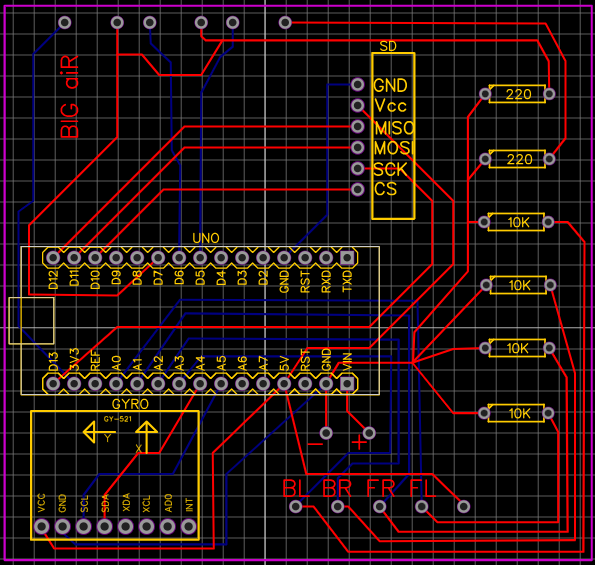 BIG aiR
SD
GND
Vcc
MISO
MOSI
SCK
CS
220
220
10K
10K
10K
10K
UNO
D12 D11 D10 D9 D8 D7 D6 D5 D4 D3 D2 GND RST RXD TXD
D13 3V3 REF A0 A1 A2 A3 A4 A5 A6 A7 5V RST GND VIN
GYRO
GY-521
Y
X
VCC GND SCL SDA XDA XCL AD0 INT
− +
BL BR FR FL